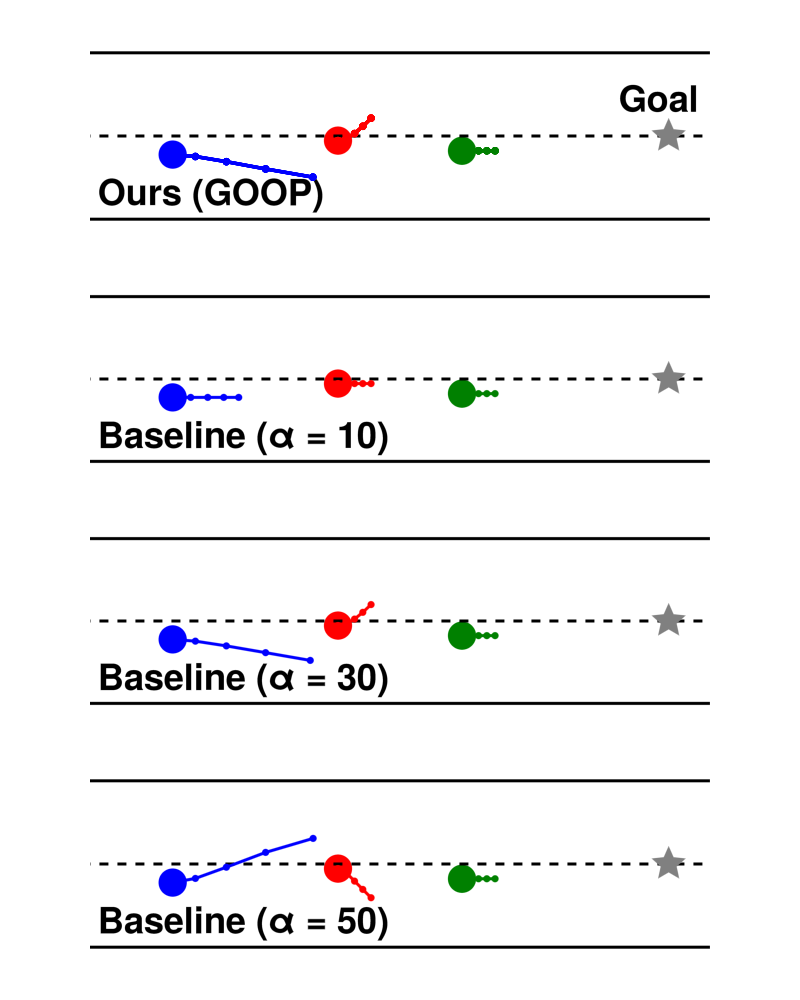 Goal
Ours (GOOP)
Baseline (α = 10)
Baseline (α = 30)
Baseline (α = 50)